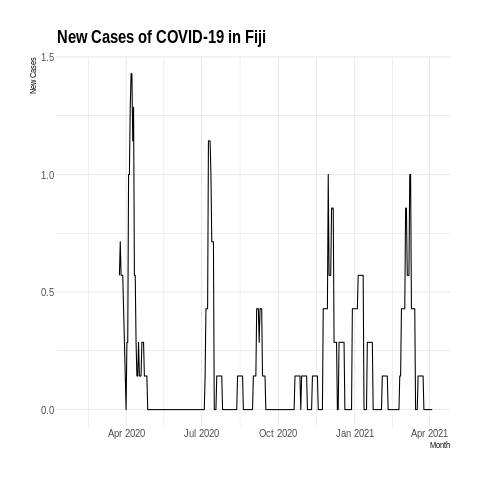 New Cases of COVID-19 in Fiji
New Cases
1.5
1.0
0.5
0.0
Apr 2020 Jul 2020 Oct 2020 Jan 2021 Apr 2021
Month